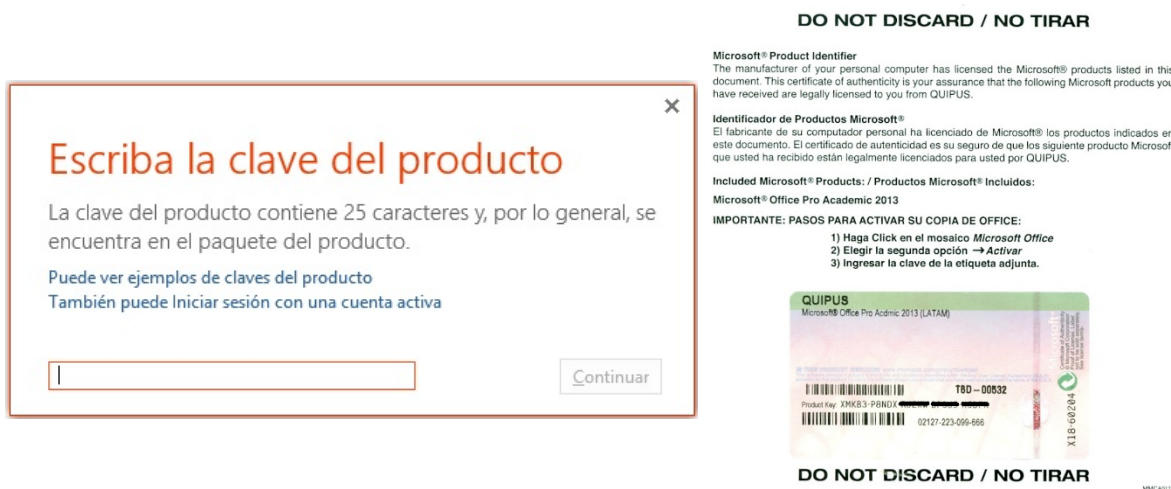 Escriba la clave del producto
La clave del producto contiene 25 caracteres y, por lo general, se
encuentra en el paquete del producto.
Puede ver ejemplos de claves del producto
También puede Iniciar sesión con una cuenta activa
Continuar
DO NOT DISCARD / NO TIRAR
Microsoft® Product Identifier
The manufacturer of your personal computer has licensed the Microsoft® products listed in this
document. This certificate of authenticity is your assurance that the following Microsoft products you
have received are legally licensed to you from QUIPUS.
Identificador de Productos Microsoft®
El fabricante de su computador personal ha licenciado de Microsoft® los productos indicados en
este documento. El certificado de autenticidad es su seguro de que los siguiente producto Microsoft
que usted ha recibido están legalmente licenciados para usted por QUIPUS.
Included Microsoft® Products: / Productos Microsoft® Incluidos:
Microsoft® Office Pro Academic 2013
IMPORTANTE: PASOS PARA ACTIVAR SU COPIA DE OFFICE:
1) Haga Click en el mosaico Microsoft Office
2) Elegir la segunda opción → Activar
3) Ingresar la clave de la etiqueta adjunta.
QUIPUS
Microsoft® Office Pro Acdmic 2013 (LATAM)
T6D-00532
Product Key: XMKB3-P8NDX
02127-223-099-666
X18-60204
DO NOT DISCARD / NO TIRAR